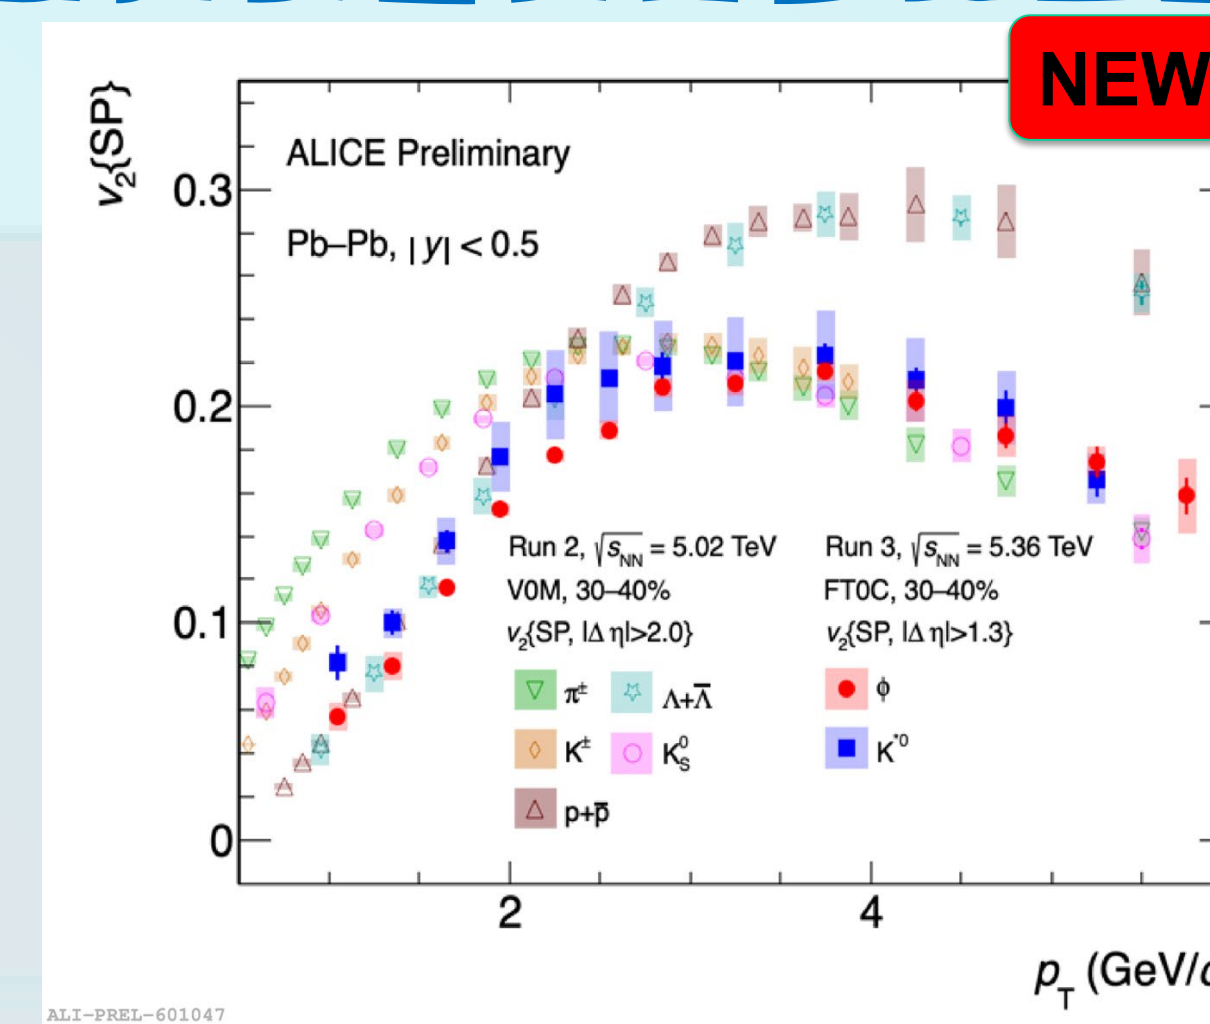 NEW
v₂{SP}
ALICE Preliminary
0.3
Pb–Pb, |y| < 0.5
0.2
Run 2, √sNN = 5.02 TeV
V0M, 30–40%
v₂{SP, |Δ η|>2.0}
Run 3, √sNN = 5.36 TeV
FT0C, 30–40%
v₂{SP, |Δ η|>1.3}
0.1
π±
Λ+Λ̅
ϕ
K±
K⁰S
K*⁰
p+p̅
0
2
4
pT (GeV/c
ALI-PREL-601047